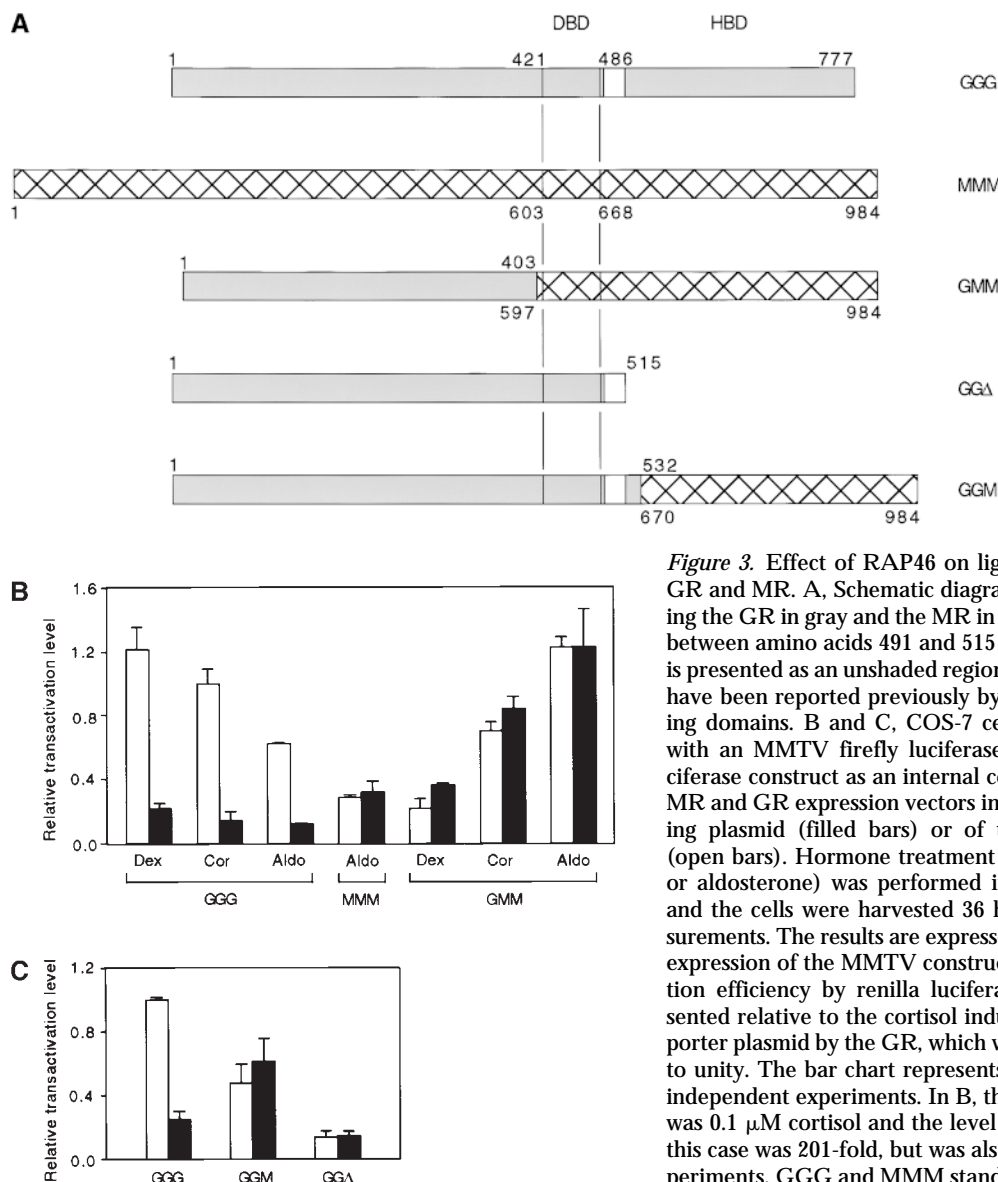 A
DBD HBD
1 421 486 777
GGG
MMM
1 603 668 984
1 403
GMM
597 984
1 515
GGΔ
1 532
GGM
670 984
B
Relative transactivation level
1.6
1.2
0.8
0.4
0.0
Dex Cor Aldo Aldo Dex Cor Aldo
GGG MMM GMM
C
Relative transactivation level
1.2
0.8
0.4
0.0
GGG GGM GGΔ
Figure 3. Effect of RAP46 on lig
GR and MR. A, Schematic diagra
ing the GR in gray and the MR in
between amino acids 491 and 515
is presented as an unshaded region
have been reported previously by
ing domains. B and C, COS-7 ce
with an MMTV firefly luciferase
ciferase construct as an internal co
MR and GR expression vectors in
ing plasmid (filled bars) or of t
(open bars). Hormone treatment
or aldosterone) was performed i
and the cells were harvested 36 h
surements. The results are express
expression of the MMTV construc
tion efficiency by renilla lucifera
sented relative to the cortisol indu
porter plasmid by the GR, which w
to unity. The bar chart represents
independent experiments. In B, th
was 0.1 μM cortisol and the level
this case was 201-fold, but was als
periments. GGG and MMM stand